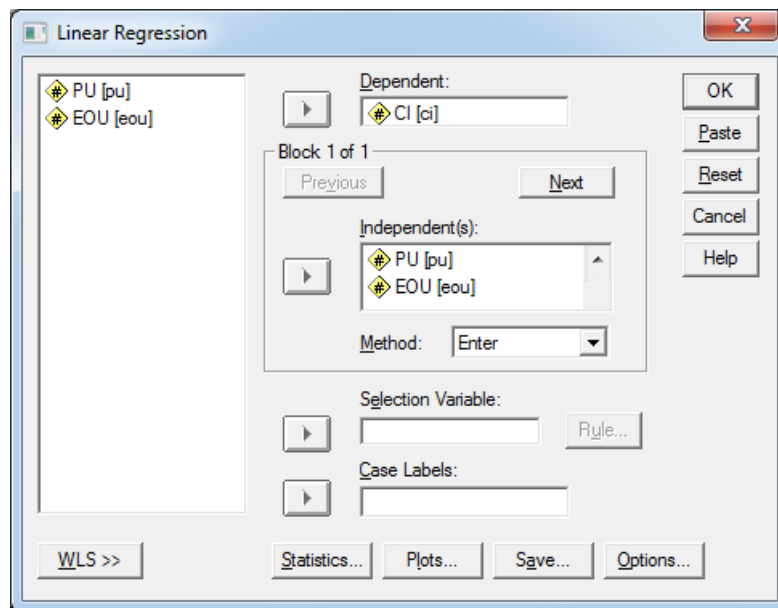 Linear Regression
PU [pu]
EOU [eou]
Dependent:
CI [ci]
Block 1 of 1
Previous
Next
Independent(s):
PU [pu]
EOU [eou]
Method:
Enter
Selection Variable:
Rule...
Case Labels:
WLS >>
Statistics...
Plots...
Save...
Options...
OK
Paste
Reset
Cancel
Help